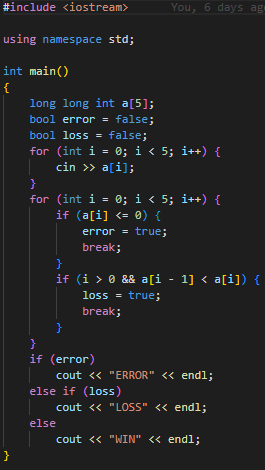 #include <iostream> You, 6 days ago
using namespace std;
int main()
{
    long long int a[5];
    bool error = false;
    bool loss = false;
    for (int i = 0; i < 5; i++) {
        cin >> a[i];
    }
    for (int i = 0; i < 5; i++) {
        if (a[i] <= 0) {
            error = true;
            break;
        }
        if (i > 0 && a[i - 1] < a[i]) {
            loss = true;
            break;
        }
    }
    if (error)
        cout << "ERROR" << endl;
    else if (loss)
        cout << "LOSS" << endl;
    else
        cout << "WIN" << endl;
}